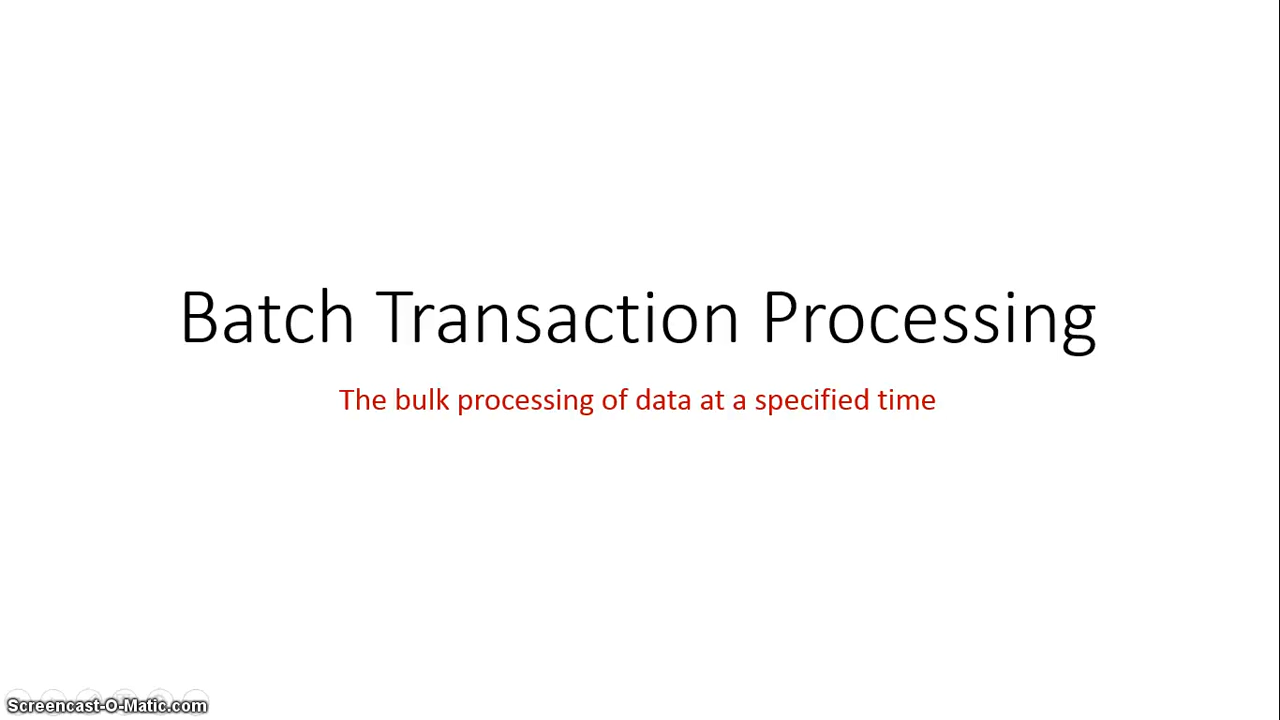 Batch Transaction Processing
The bulk processing of data at a specified time
Screencast-O-Matic.com